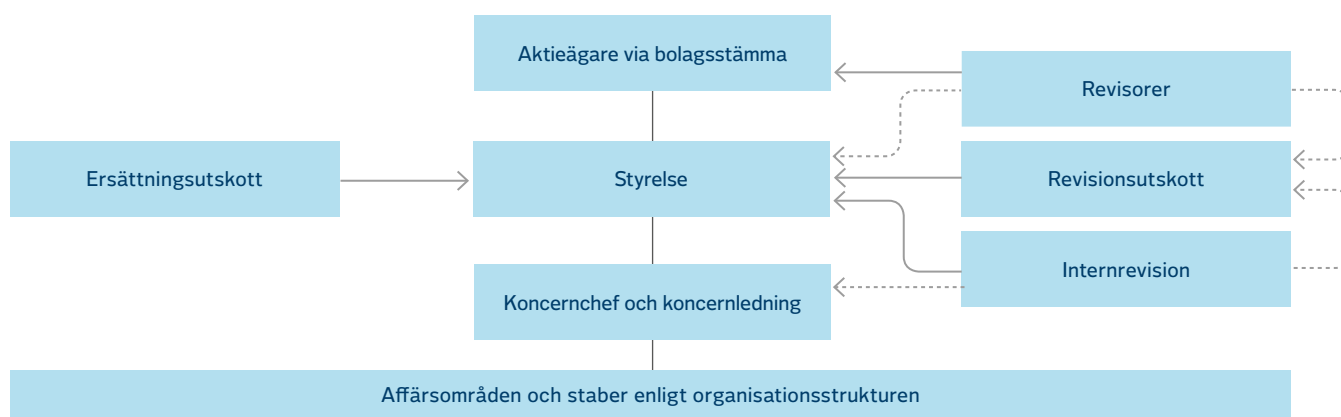 Aktieägare via bolagsstämma
Revisorer
Ersättningsutskott
Styrelse
Revisionsutskott
Internrevision
Koncernchef och koncernledning
Affärsområden och staber enligt organisationsstrukturen